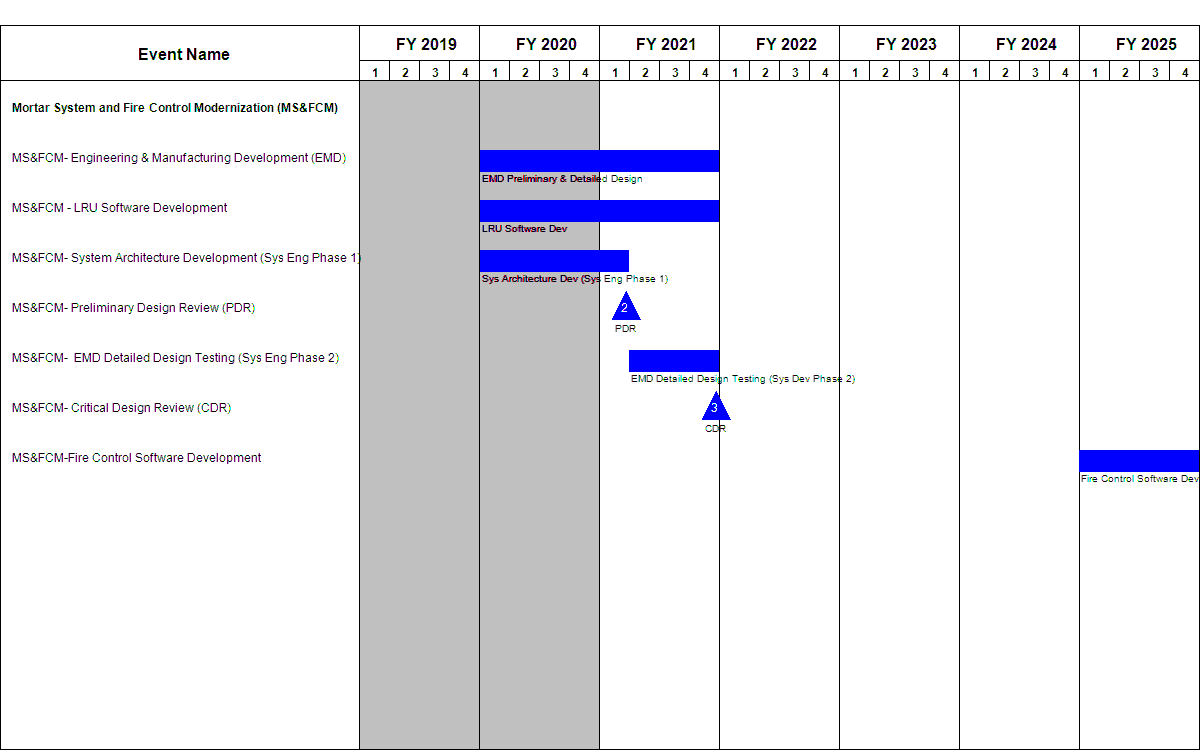 Event Name FY 2019 FY 2020 FY 2021 FY 2022 FY 2023 FY 2024 FY 2025
1 2 3 4 1 2 3 4 1 2 3 4 1 2 3 4 1 2 3 4 1 2 3 4 1 2 3 4
Mortar System and Fire Control Modernization (MS&FCM)
MS&FCM- Engineering & Manufacturing Development (EMD)
EMD Preliminary & Detailed Design
MS&FCM - LRU Software Development
LRU Software Dev
MS&FCM- System Architecture Development (Sys Eng Phase 1)
Sys Architecture Dev (Sys Eng Phase 1)
MS&FCM- Preliminary Design Review (PDR) 2
PDR
MS&FCM-  EMD Detailed Design Testing (Sys Eng Phase 2)
EMD Detailed Design Testing (Sys Dev Phase 2)
MS&FCM- Critical Design Review (CDR) 3
CDR
MS&FCM-Fire Control Software Development
Fire Control Software Dev